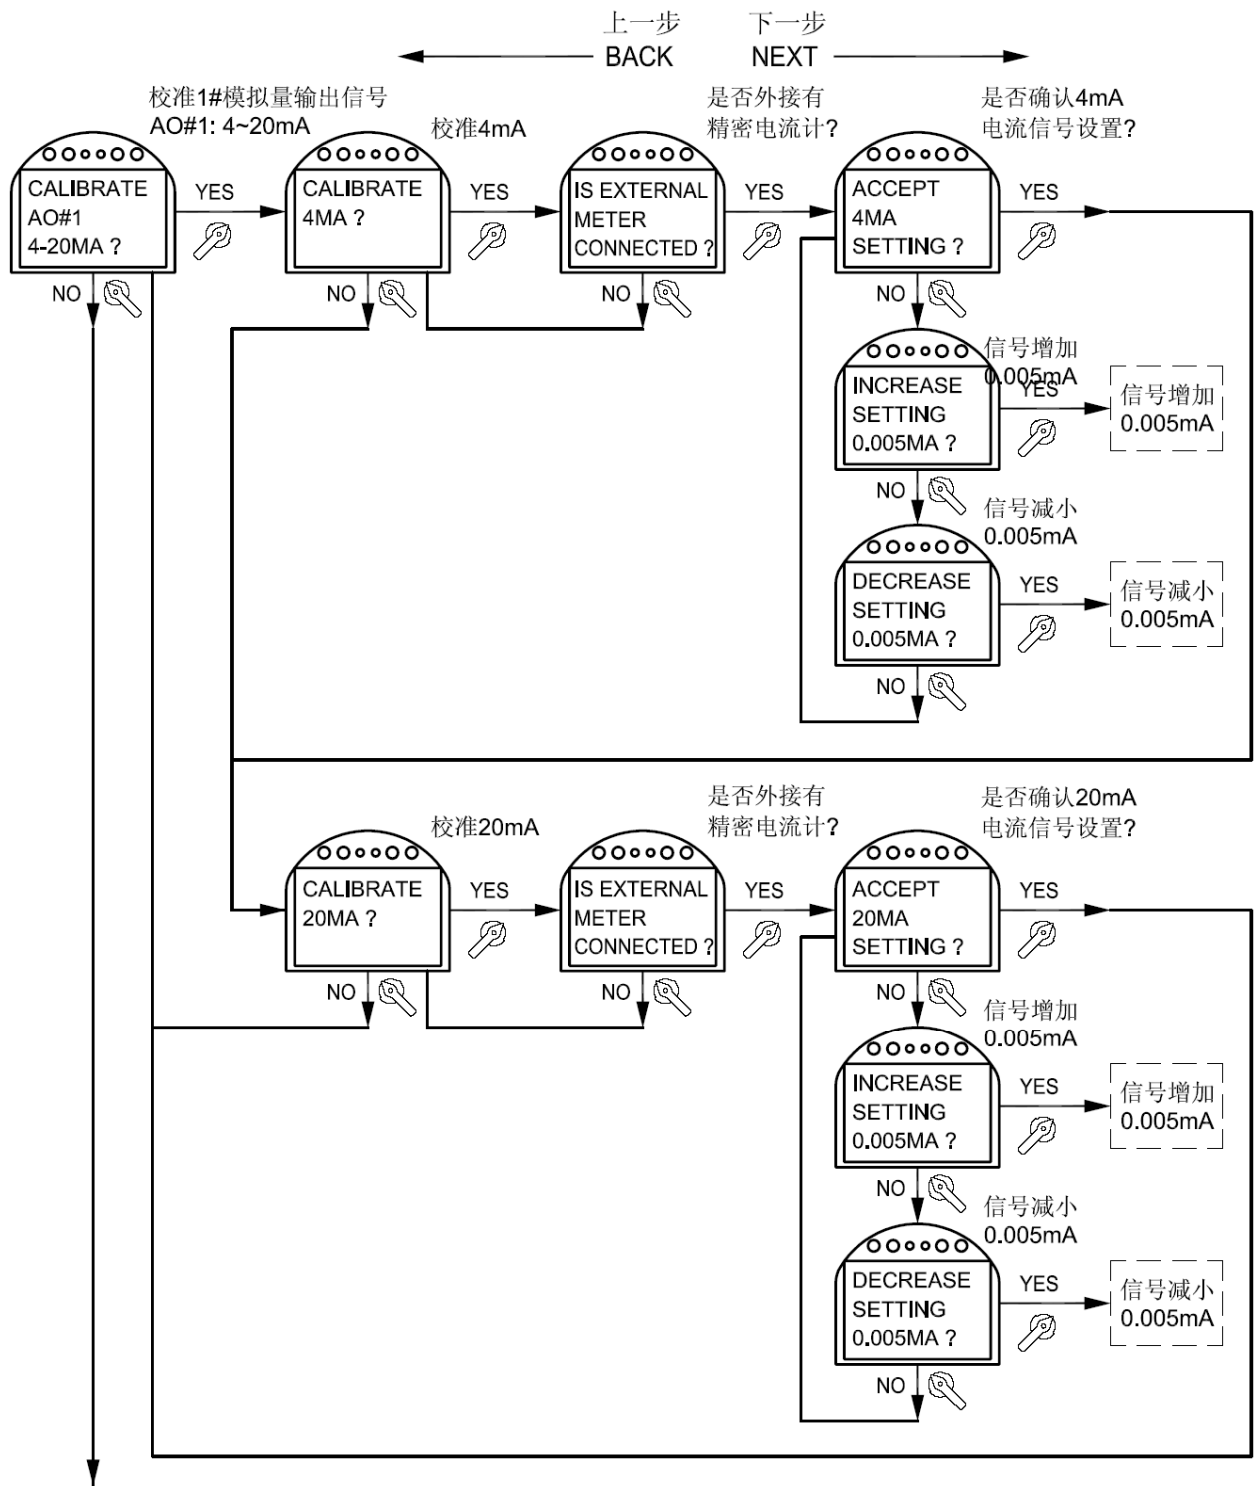 上一步 下一步
BACK NEXT
校准1#模拟量输出信号
AO#1: 4~20mA
校准4mA
是否外接有
精密电流计?
是否确认4mA
电流信号设置?
CALIBRATE
AO#1
4-20MA ?
YES
NO
CALIBRATE
4MA ?
YES
NO
IS EXTERNAL
METER
CONNECTED ?
YES
NO
ACCEPT
4MA
SETTING ?
YES
NO
信号增加
0.005mA
INCREASE
SETTING
0.005MA ?
YES
信号增加
0.005mA
NO
信号减小
0.005mA
DECREASE
SETTING
0.005MA ?
YES
信号减小
0.005mA
NO
校准20mA
是否外接有
精密电流计?
是否确认20mA
电流信号设置?
CALIBRATE
20MA ?
YES
NO
IS EXTERNAL
METER
CONNECTED ?
YES
NO
ACCEPT
20MA
SETTING ?
YES
NO
信号增加
0.005mA
INCREASE
SETTING
0.005MA ?
YES
信号增加
0.005mA
NO
信号减小
0.005mA
DECREASE
SETTING
0.005MA ?
YES
信号减小
0.005mA
NO